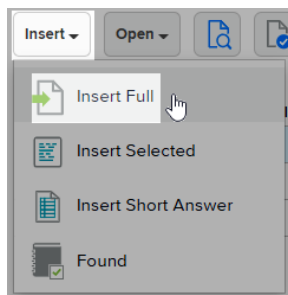 Insert Open
Insert Full
Insert Selected
Insert Short Answer
Found